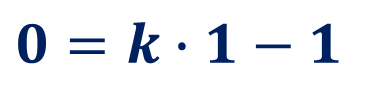 0 = k · 1 − 1